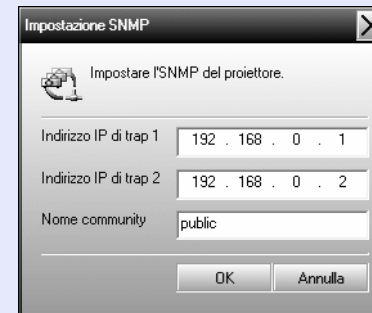 Impostazione SNMP
Impostare l'SNMP del proiettore.
Indirizzo IP di trap 1 192 . 168 . 0 . 1
Indirizzo IP di trap 2 192 . 168 . 0 . 2
Nome community public
OK Annulla